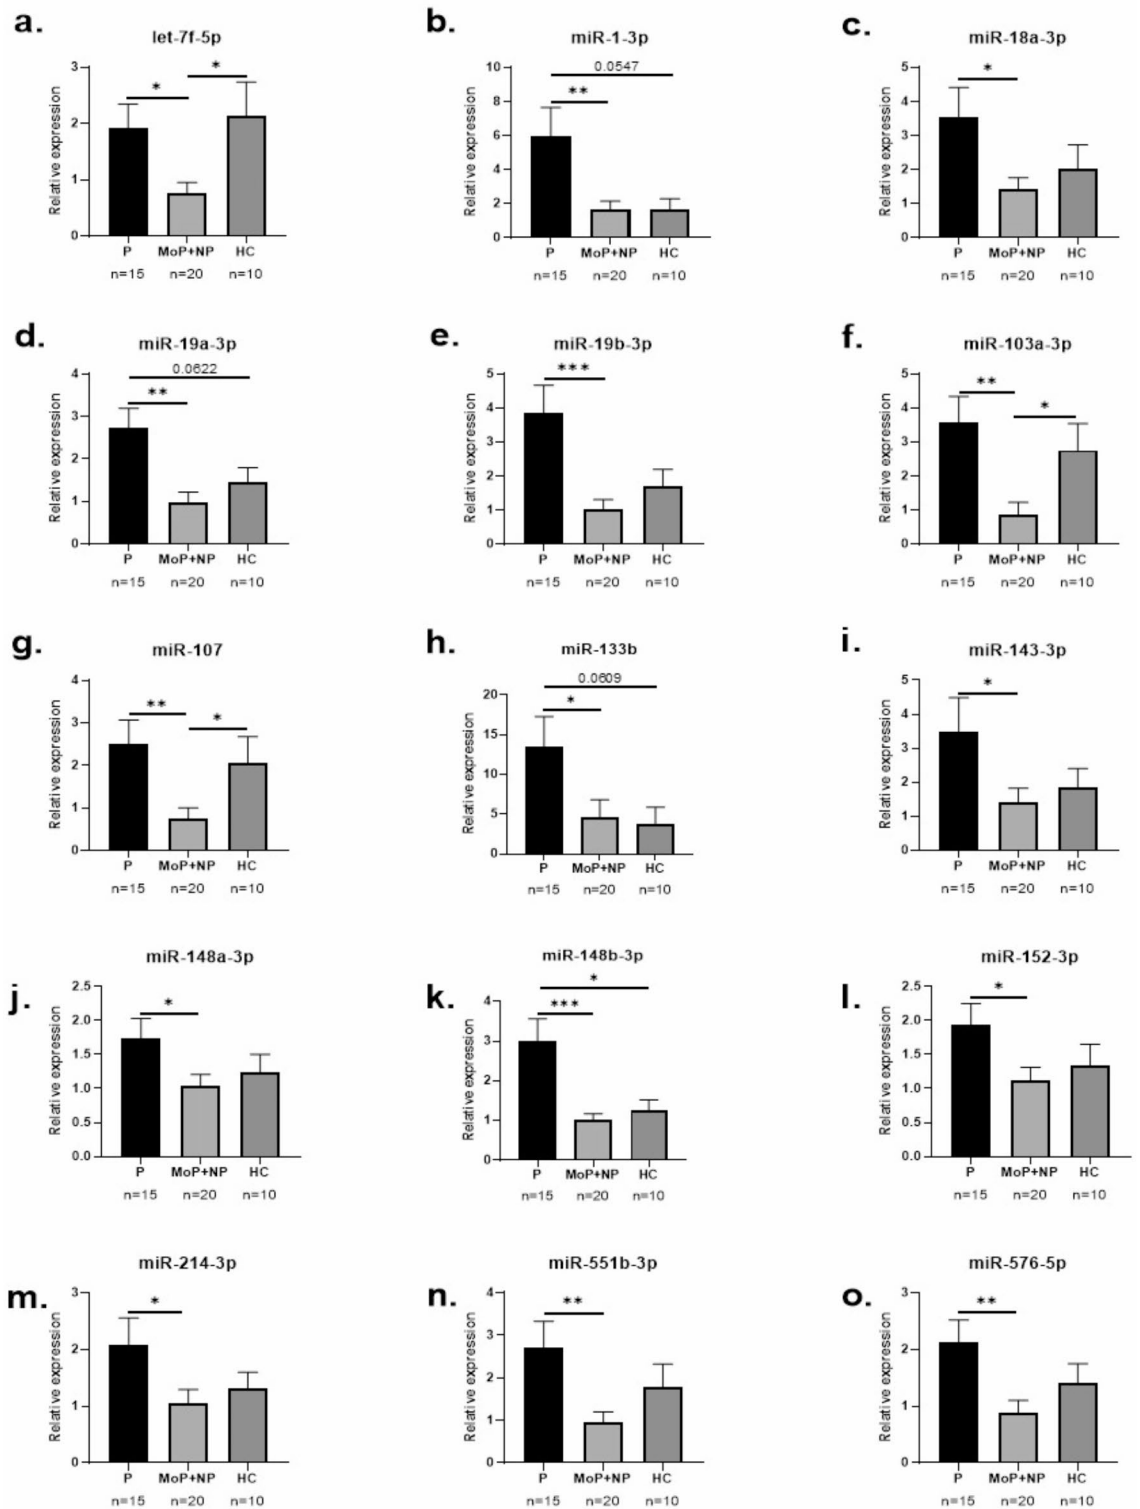 a.
let-7f-5p
Relative expression
3
2
1
0
*
*
P MoP+NP HC
n=15 n=20 n=10
b.
miR-1-3p
Relative expression
10
8
6
4
2
0
0.0547
**
P MoP+NP HC
n=15 n=20 n=10
c.
miR-18a-3p
Relative expression
5
4
3
2
1
0
*
P MoP+NP HC
n=15 n=20 n=10
d.
miR-19a-3p
Relative expression
4
3
2
1
0
0.0622
**
P MoP+NP HC
n=15 n=20 n=10
e.
miR-19b-3p
Relative expression
5
4
3
2
1
0
***
P MoP+NP HC
n=15 n=20 n=10
f.
miR-103a-3p
Relative expression
5
4
3
2
1
0
**
*
P MoP+NP HC
n=15 n=20 n=10
g.
miR-107
Relative expression
4
3
2
1
0
**
*
P MoP+NP HC
n=15 n=20 n=10
h.
miR-133b
Relative expression
20
15
10
5
0
0.0609
*
P MoP+NP HC
n=15 n=20 n=10
i.
miR-143-3p
Relative expression
5
4
3
2
1
0
*
P MoP+NP HC
n=15 n=20 n=10
j.
miR-148a-3p
Relative expression
2.5
2.0
1.5
1.0
0.5
0.0
*
P MoP+NP HC
n=15 n=20 n=10
k.
miR-148b-3p
Relative expression
4
3
2
1
0
*
***
P MoP+NP HC
n=15 n=20 n=10
l.
miR-152-3p
Relative expression
2.5
2.0
1.5
1.0
0.5
0.0
*
P MoP+NP HC
n=15 n=20 n=10
m.
miR-214-3p
Relative expression
3
2
1
0
*
P MoP+NP HC
n=15 n=20 n=10
n.
miR-551b-3p
Relative expression
4
3
2
1
0
**
P MoP+NP HC
n=15 n=20 n=10
o.
miR-576-5p
Relative expression
3
2
1
0
**
P MoP+NP HC
n=15 n=20 n=10